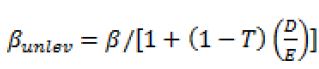 β_unlev = β/[1 + (1 − T) (D/E)]